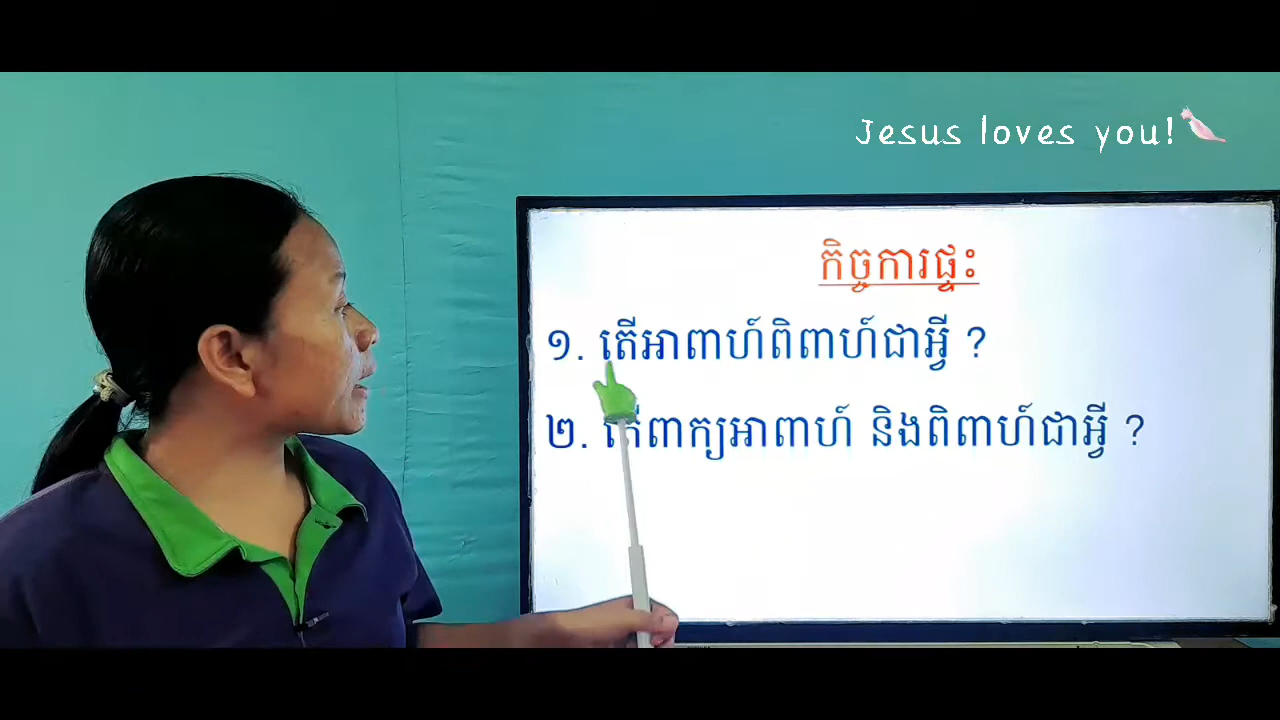 Jesus loves you!
កិច្ចការផ្ទះ
១. តើអាពាហ៍ពិពាហ៍ជាអ្វី ?
២. តើពាក្យអាពាហ៍ និងពិពាហ៍ជាអ្វី ?